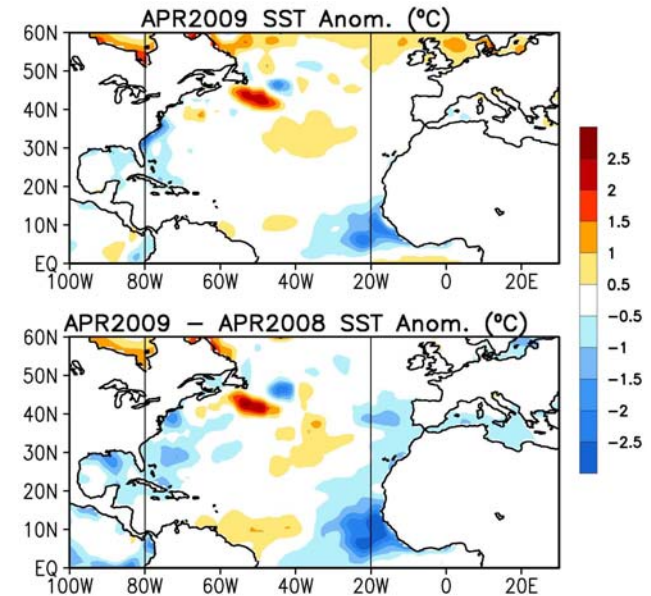 APR2009 SST Anom. (ºC)
60N
50N
40N
30N
20N
10N
EQ
100W 80W 60W 40W 20W 0 20E
APR2009 − APR2008 SST Anom. (ºC)
60N
50N
40N
30N
20N
10N
EQ
100W 80W 60W 40W 20W 0 20E
2.5
2
1.5
1
0.5
−0.5
−1
−1.5
−2
−2.5